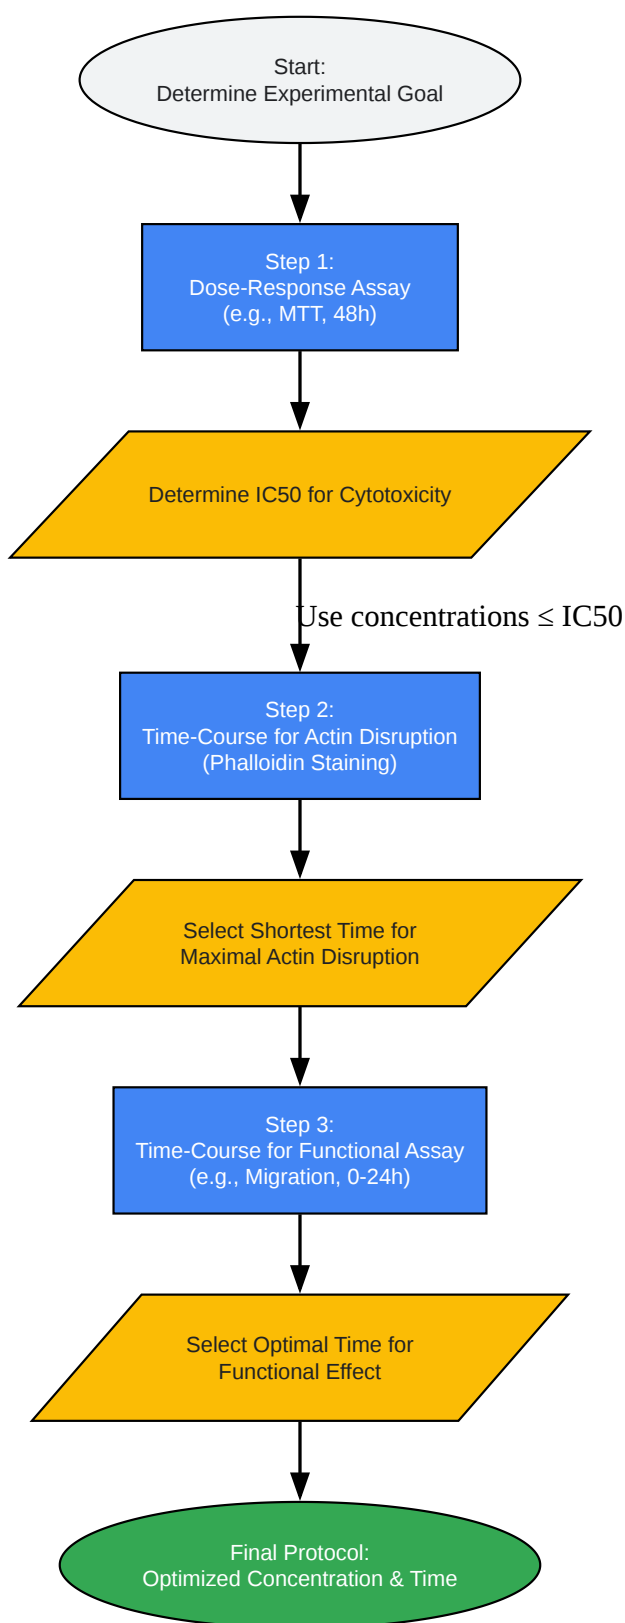 Start:
Determine Experimental Goal
Step 1:
Dose-Response Assay
(e.g., MTT, 48h)
Determine IC50 for Cytotoxicity
Use concentrations ≤ IC50
Step 2:
Time-Course for Actin Disruption
(Phalloidin Staining)
Select Shortest Time for
Maximal Actin Disruption
Step 3:
Time-Course for Functional Assay
(e.g., Migration, 0-24h)
Select Optimal Time for
Functional Effect
Final Protocol:
Optimized Concentration & Time